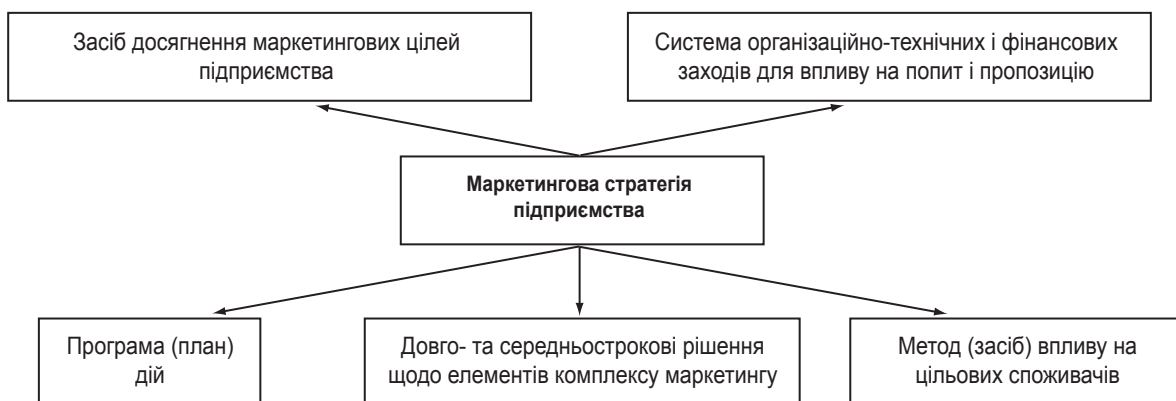 Засіб досягнення маркетингових цілей
підприємства
Система організаційно-технічних і фінансових
заходів для впливу на попит і пропозицію
Маркетингова стратегія
підприємства
Програма (план)
дій
Довго- та середньострокові рішення
щодо елементів комплексу маркетингу
Метод (засіб) впливу на
цільових споживачів